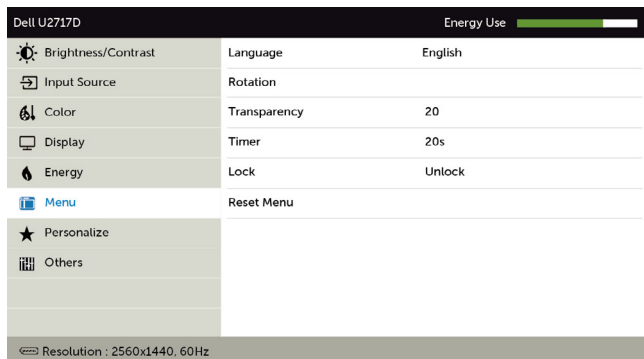 Dell U2717D Energy Use
Brightness/Contrast
Input Source
Color
Display
Energy
Menu
Personalize
Others
Language English
Rotation
Transparency 20
Timer 20s
Lock Unlock
Reset Menu
Resolution : 2560x1440, 60Hz